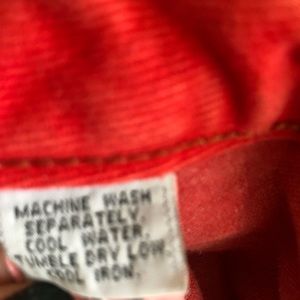 MACHINE WASH
SEPARATELY
COOL WATER.
TUMBLE DRY LOW.
COOL IRON.